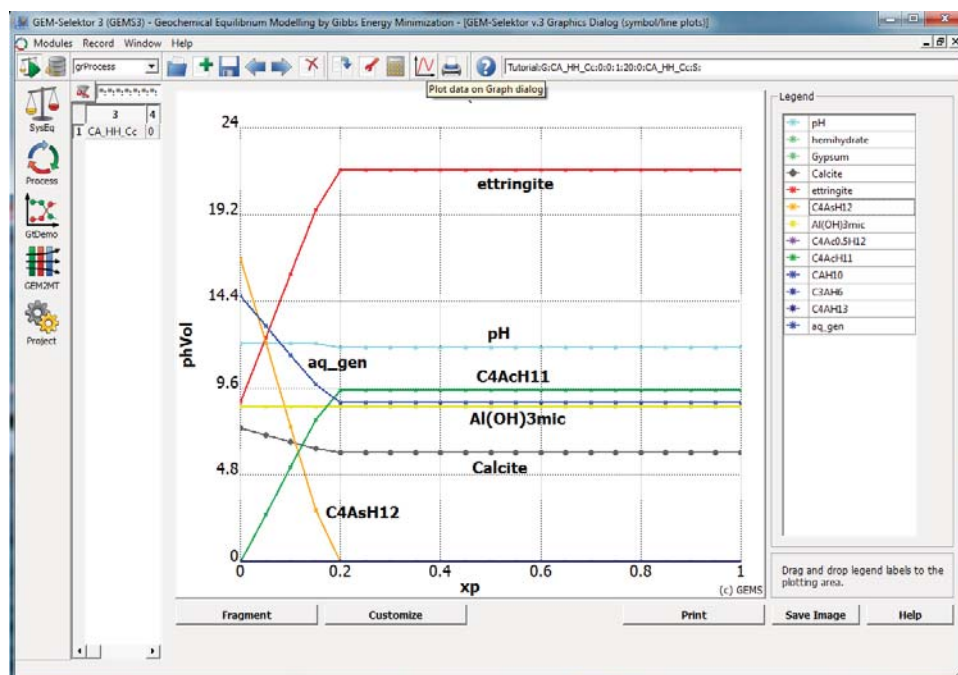 GEM-Selektor 3 (GEMS3) - Geochemical Equilibrium Modelling by Gibbs Energy Minimization - [GEM-Selektor v.3 Graphics Dialog (symbol/line plots)]
Modules Record Window Help
grProcess
Tutorial:G:CA_HH_Cc:0:0:1:20:0:CA_HH_Cc:S:
Plot data on Graph dialog
SysEq
Process
GtDemo
GEM2MT
Project
3 4
1 CA_HH_Cc 0
phVol
24
19.2
14.4
9.6
4.8
0
ettringite
pH
aq_gen
C4AcH11
Al(OH)3mic
Calcite
C4AsH12
0 0.2 0.4 0.6 0.8 1
xp
(c) GEMS
Legend
pH
hemihydrate
Gypsum
Calcite
ettringite
C4AsH12
Al(OH)3mic
C4Ac0.5H12
C4AcH11
CAH10
C3AH6
C4AH13
aq_gen
Drag and drop legend labels to the
plotting area.
Fragment Customize Print Save Image Help